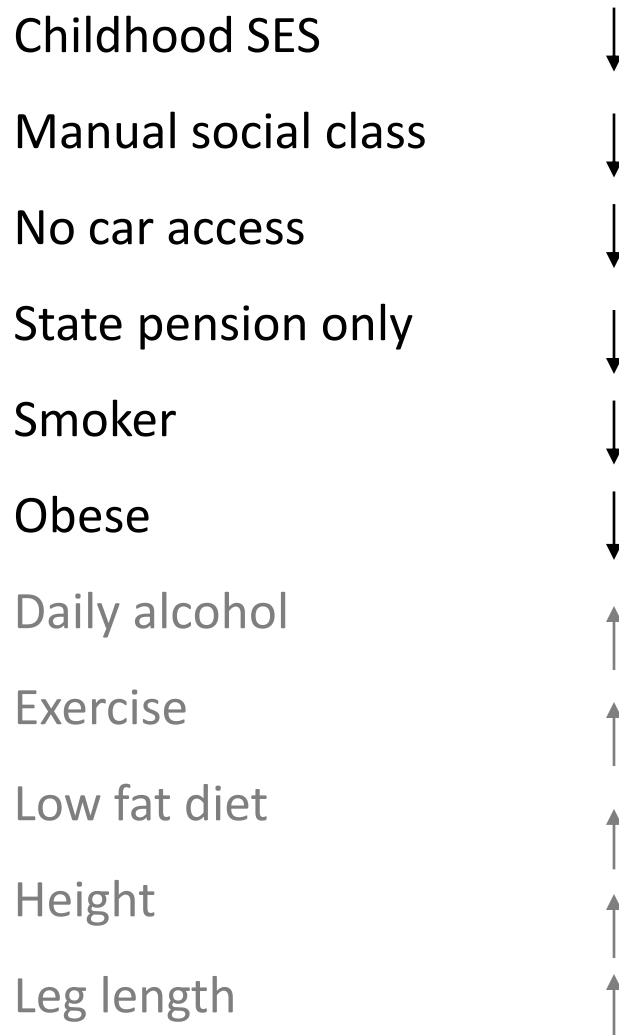 Childhood SES ↓
Manual social class ↓
No car access ↓
State pension only ↓
Smoker ↓
Obese ↓
Daily alcohol ↑
Exercise ↑
Low fat diet ↑
Height ↑
Leg length ↑